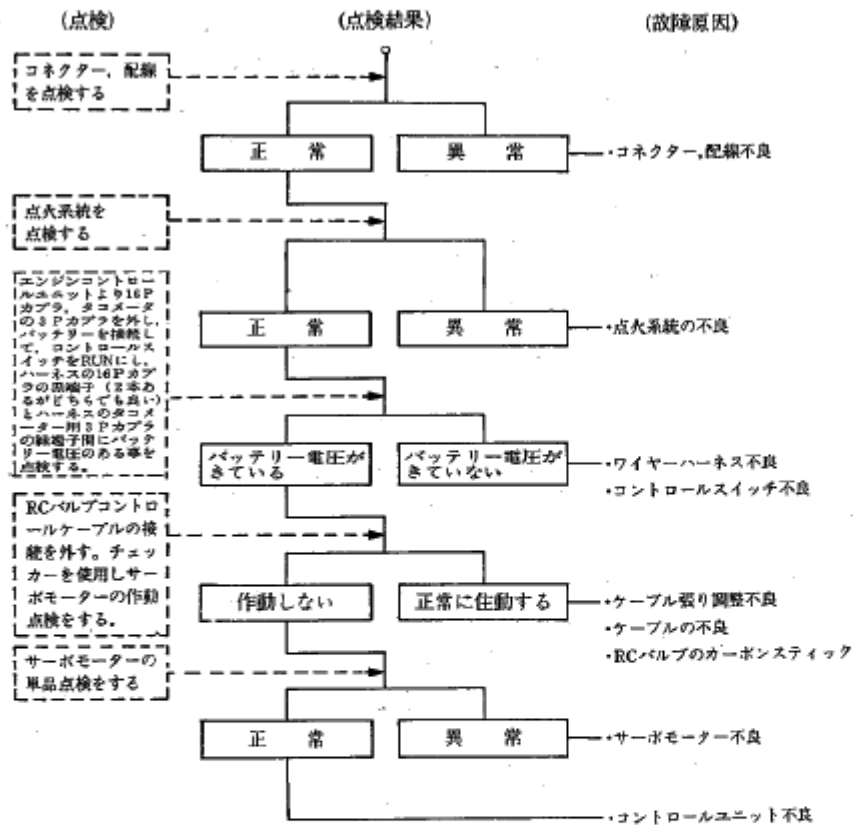 (点検)
(点検結果)
(故障原因)
コネクター, 配線
を点検する
正 常
異 常
・コネクター,配線不良
点火系統を
点検する
エンジンコントロー
ルユニットより16P
カプラ, タコメータ
の3Pカプラを外し,
バッテリーを接続し
て, コントロールス
イッチをRUNにし,
ハーネスの16Pカプ
ラの黒端子 (2本あ
るがどちらでも良い)
とハーネスのタコメ
ーター用3Pカプラ
の緑端子間にバッテ
リー電圧のある事を
点検する。
正 常
異 常
・点火系統の不良
バッテリー電圧が
きている
バッテリー電圧が
きていない
・ワイヤーハーネス不良
・コントロールスイッチ不良
RCバルブコントロ
ールケーブルの接
続を外す。チェッ
カーを使用しサー
ボモーターの作動
点検をする。
作動しない
正常に住動する
・ケーブル張り調整不良
・ケーブルの不良
・RCバルブのカーボンスティック
サーボモーターの
単品点検をする
正 常
異 常
・サーボモーター不良
・コントロールユニット不良